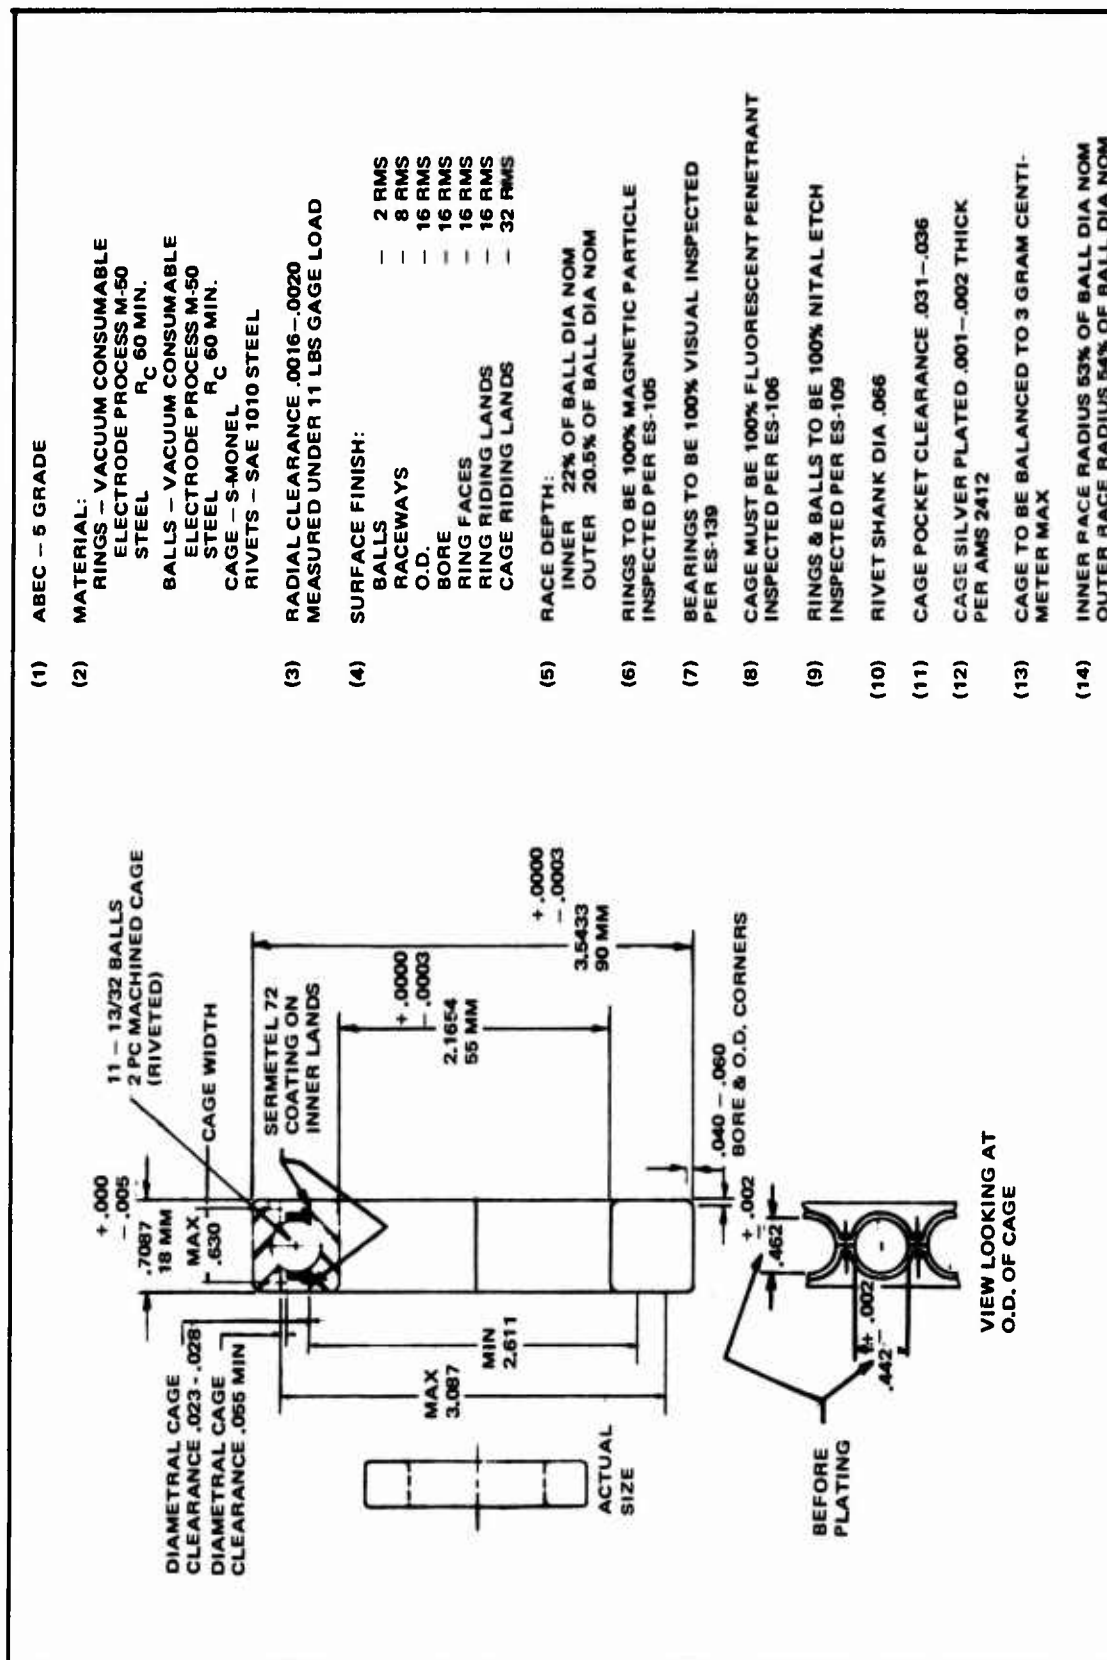 (1) ABEC – 5 GRADE
(2) MATERIAL:
RINGS – VACUUM CONSUMABLE
ELECTRODE PROCESS M-50
STEEL RC 60 MIN.
BALLS – VACUUM CONSUMABLE
ELECTRODE PROCESS M-50
STEEL RC 60 MIN.
CAGE – S-MONEL
RIVETS – SAE 1010 STEEL
(3) RADIAL CLEARANCE .0016–.0020
MEASURED UNDER 11 LBS GAGE LOAD
(4) SURFACE FINISH:
BALLS – 2 RMS
RACEWAYS – 8 RMS
O.D. – 16 RMS
BORE – 16 RMS
RING FACES – 16 RMS
RING RIDING LANDS – 16 RMS
CAGE RIDING LANDS – 32 RMS
(5) RACE DEPTH:
INNER 22% OF BALL DIA NOM
OUTER 20.5% OF BALL DIA NOM
(6) RINGS TO BE 100% MAGNETIC PARTICLE
INSPECTED PER ES-105
(7) BEARINGS TO BE 100% VISUAL INSPECTED
PER ES-139
(8) CAGE MUST BE 100% FLUORESCENT PENETRANT
INSPECTED PER ES-106
(9) RINGS & BALLS TO BE 100% NITAL ETCH
INSPECTED PER ES-109
(10) RIVET SHANK DIA .066
(11) CAGE POCKET CLEARANCE .031–.036
(12) CAGE SILVER PLATED .001–.002 THICK
PER AMS 2412
(13) CAGE TO BE BALANCED TO 3 GRAM CENTI-
METER MAX
(14) INNER RACE RADIUS 53% OF BALL DIA NOM
OUTER RACE RADIUS 54% OF BALL DIA NOM
11 – 13/32 BALLS
2 PC MACHINED CAGE
(RIVETED)
CAGE WIDTH
SERMETEL 72
COATING ON
INNER LANDS
+ .000
– .005
.7087
18 MM
MAX
.630
+ .0000
– .0003
2.1654
55 MM
+ .0000
– .0003
3.5433
90 MM
.040 – .060
BORE & O.D. CORNERS
DIAMETRAL CAGE
CLEARANCE .023 - .028
DIAMETRAL CAGE
CLEARANCE .055 MIN
MAX
3.087
MIN
2.611
ACTUAL
SIZE
BEFORE
PLATING
± .002
.462
± .002
.442
VIEW LOOKING AT
O.D. OF CAGE